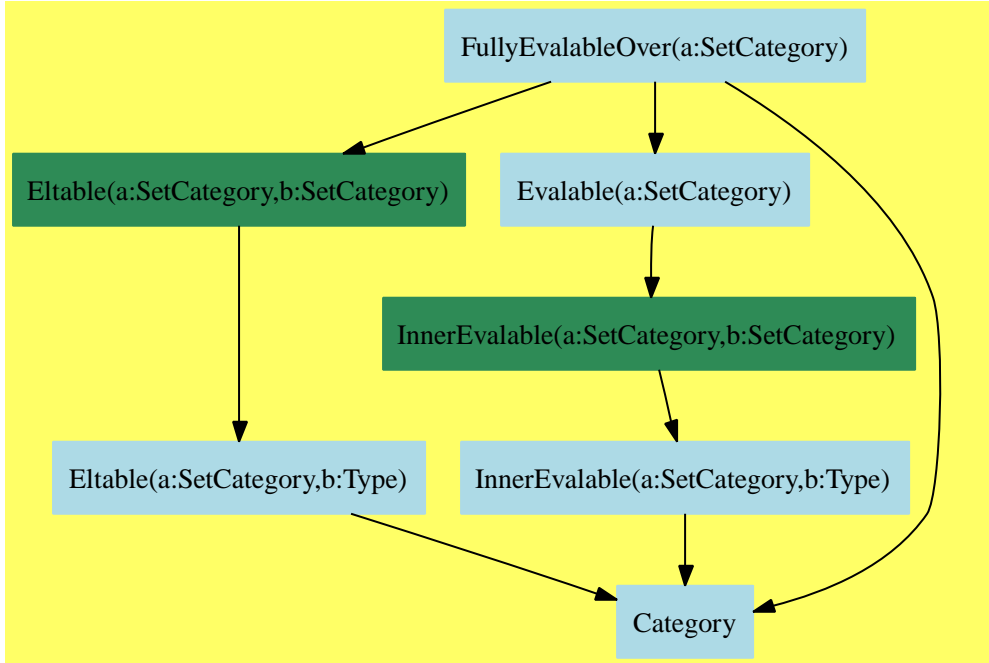 FullyEvalableOver(a:SetCategory)
Eltable(a:SetCategory,b:SetCategory)
Evalable(a:SetCategory)
InnerEvalable(a:SetCategory,b:SetCategory)
Eltable(a:SetCategory,b:Type)
InnerEvalable(a:SetCategory,b:Type)
Category